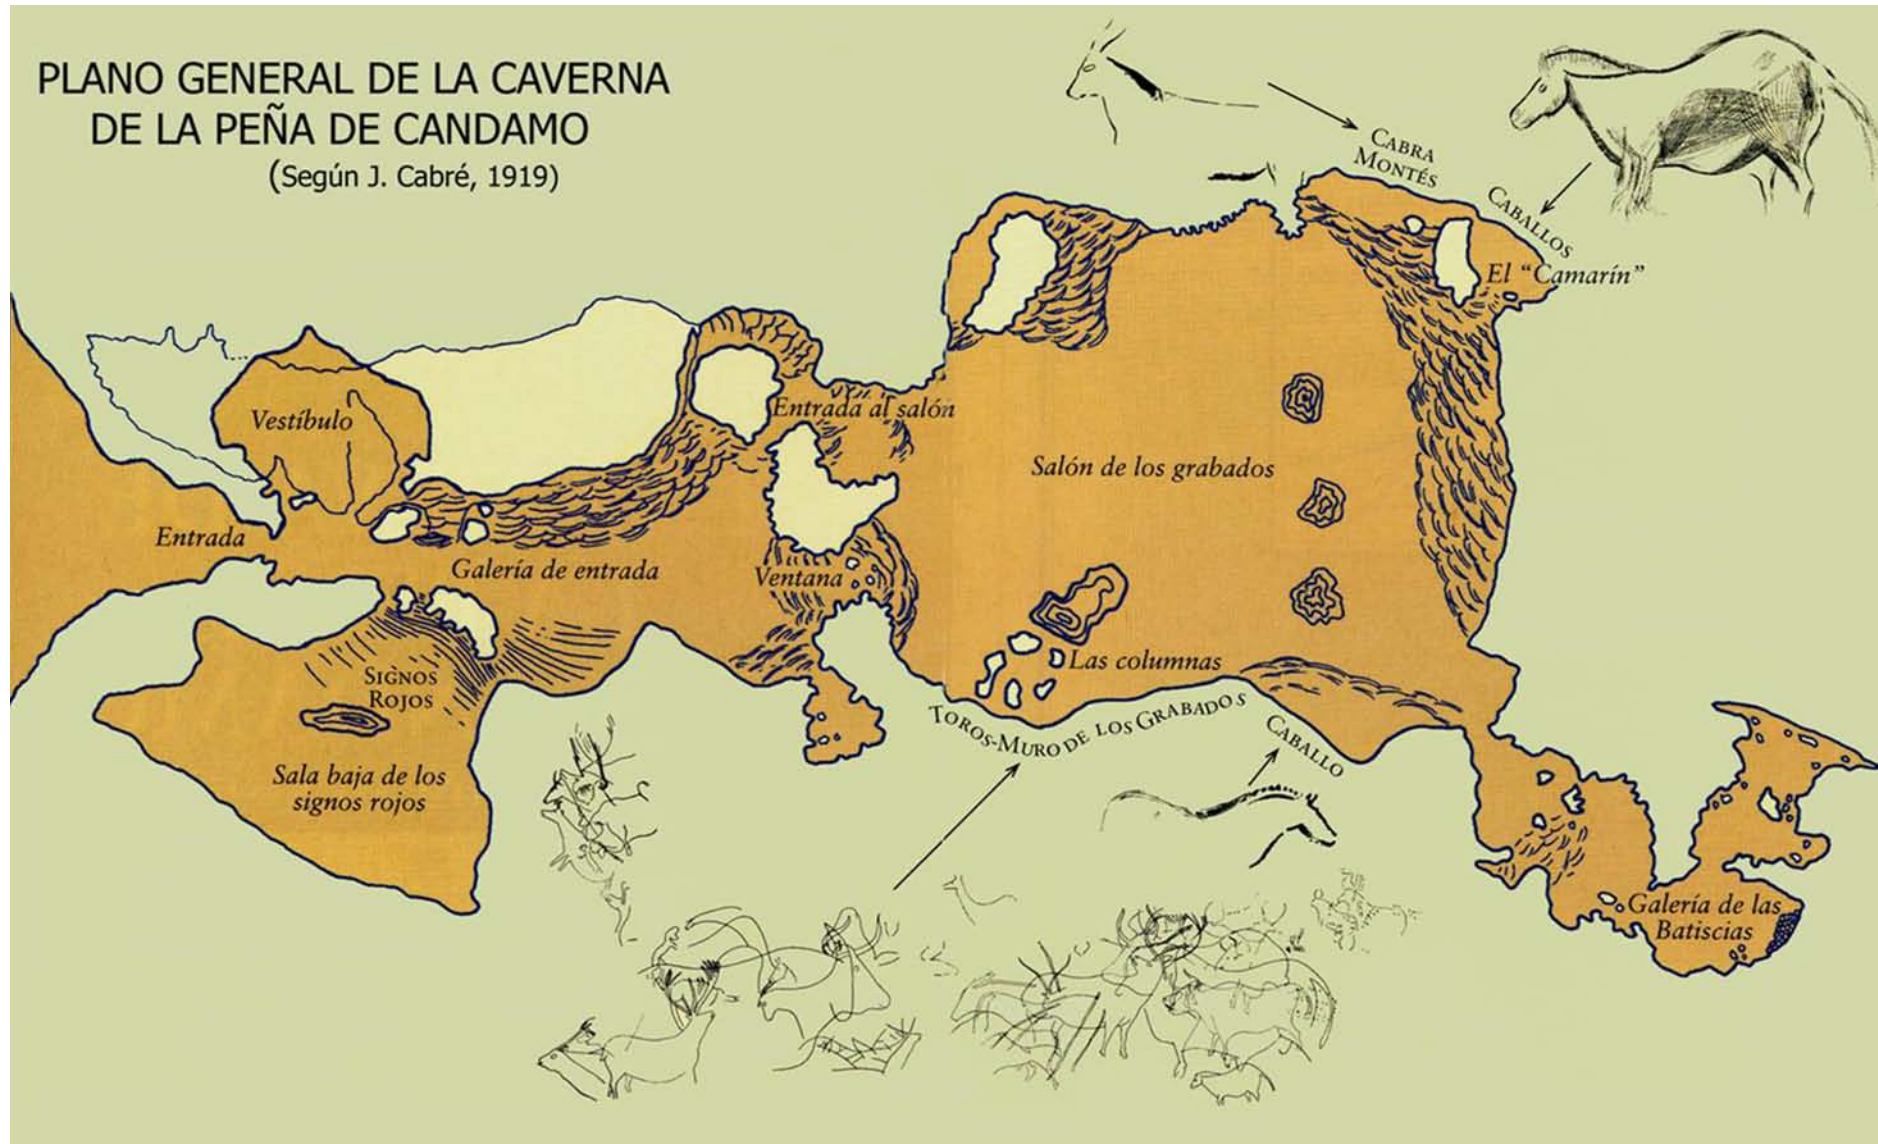 PLANO GENERAL DE LA CAVERNA
DE LA PEÑA DE CANDAMO
(Según J. Cabré, 1919)
CABRA
MONTÉS
CABALLOS
El "Camarín"
Vestíbulo
Entrada al salón
Salón de los grabados
Entrada
Galería de entrada
Ventana
Las columnas
SIGNOS
ROJOS
TOROS-MURO DE LOS GRABADOS
CABALLO
Sala baja de los
signos rojos
Galería de las
Batiscias